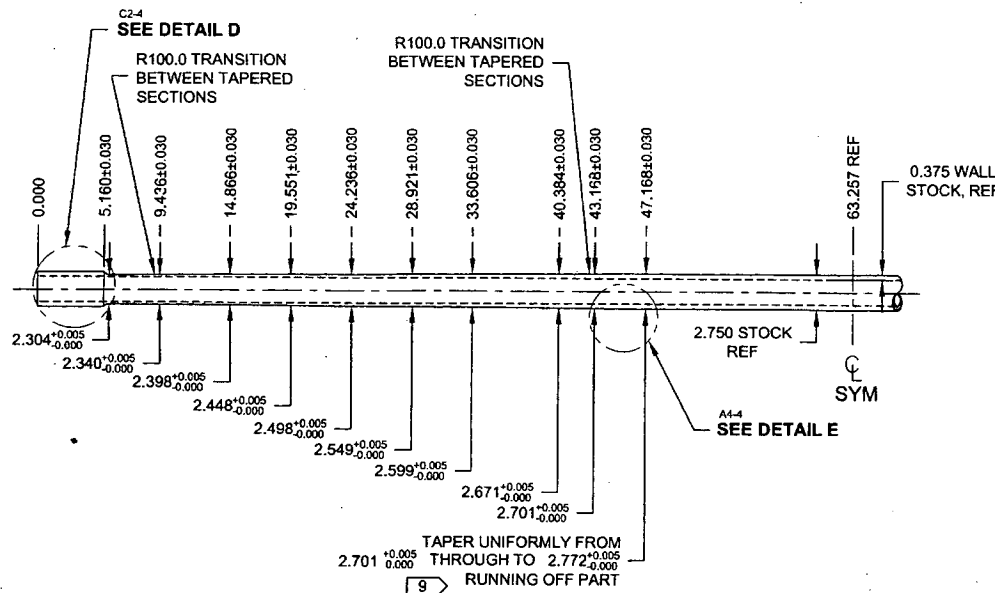 C2-4
SEE DETAIL D
R100.0 TRANSITION
BETWEEN TAPERED
SECTIONS
R100.0 TRANSITION
BETWEEN TAPERED
SECTIONS
0.000
5.160±0.030
9.436±0.030
14.866±0.030
19.551±0.030
24.236±0.030
28.921±0.030
33.606±0.030
40.384±0.030
43.168±0.030
47.168±0.030
63.267 REF
0.375 WALL
STOCK, REF
2.304 +0.005 -0.000
2.340 +0.005 -0.000
2.398 +0.005 -0.000
2.448 +0.005 -0.000
2.498 +0.005 -0.000
2.549 +0.005 -0.000
2.599 +0.005 -0.000
2.671 +0.005 -0.000
2.701 +0.005 -0.000
2.750 STOCK
REF
CL
SYM
A4-4
SEE DETAIL E
TAPER UNIFORMLY FROM
2.701 +0.005 0.000 THROUGH TO 2.772 +0.005 -0.000
RUNNING OFF PART
9